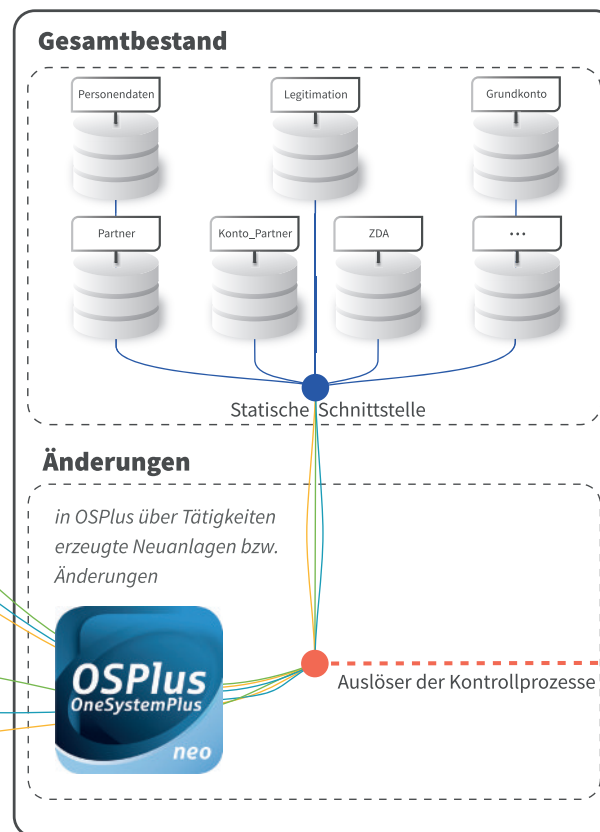 Gesamtbestand
Personendaten
Legitimation
Grundkonto
Partner
Konto_Partner
ZDA
...
Statische Schnittstelle
Änderungen
in OSPlus über Tätigkeiten
erzeugte Neuanlagen bzw.
Änderungen
OSPlus
OneSystemPlus
neo
Auslöser der Kontrollprozesse